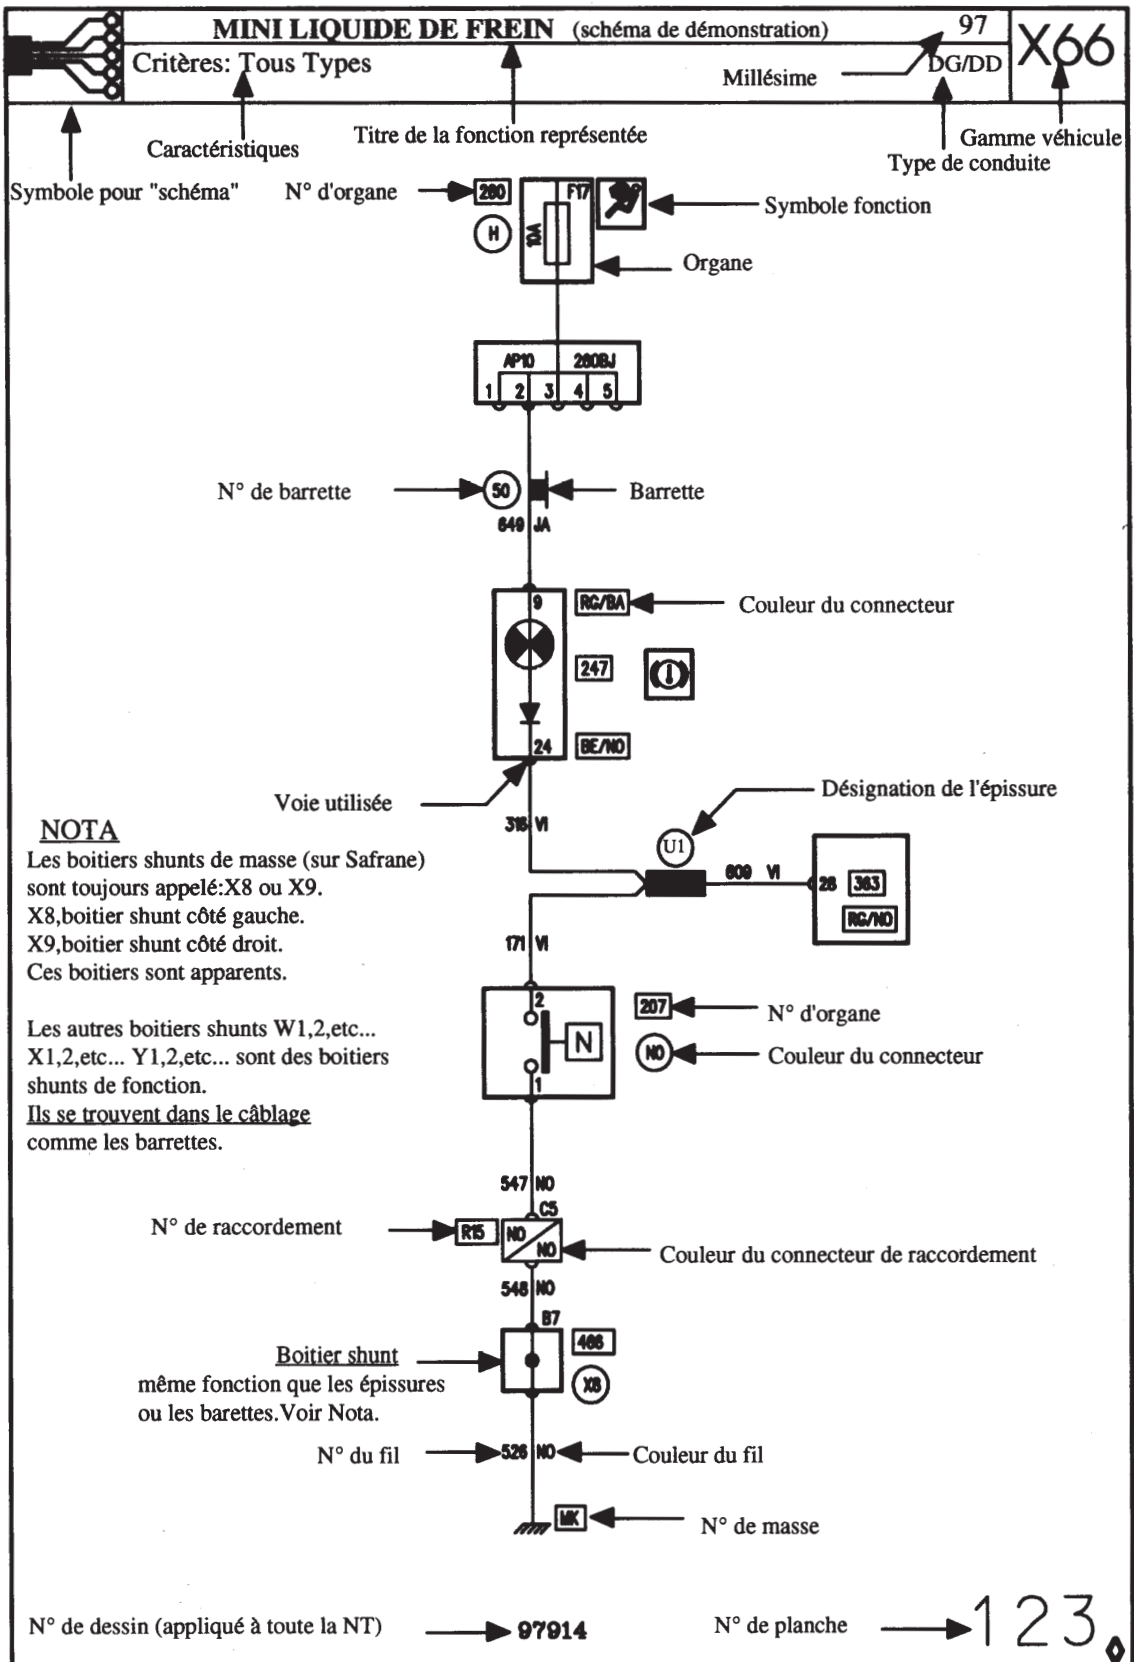 MINI LIQUIDE DE FREIN (schéma de démonstration) 97
X66
Critères: Tous Types
Millésime
DG/DD
Caractéristiques
Titre de la fonction représentée
Gamme véhicule
Type de conduite
Symbole pour "schéma"
N° d'organe
260
F17
Symbole fonction
H
10A
Organe
AP10 260BJ
1 2 3 4 5
N° de barrette
50
Barrette
649 JA
9
RG/BA
Couleur du connecteur
247
24
BE/NO
Voie utilisée
Désignation de l'épissure
316 VI
U1
NOTA
Les boitiers shunts de masse (sur Safrane)
sont toujours appelé:X8 ou X9.
X8,boitier shunt côté gauche.
X9,boitier shunt côté droit.
Ces boitiers sont apparents.
609 VI
26
363
RG/NO
171 VI
2
207
N° d'organe
N
NO
Couleur du connecteur
1
Les autres boitiers shunts W1,2,etc...
X1,2,etc... Y1,2,etc... sont des boitiers
shunts de fonction.
Ils se trouvent dans le câblage
comme les barrettes.
547 NO
C5
N° de raccordement
R15
NO
NO
Couleur du connecteur de raccordement
548 NO
B7
466
Boitier shunt
même fonction que les épissures
ou les barettes.Voir Nota.
X8
N° du fil
526 NO
Couleur du fil
MK
N° de masse
N° de dessin (appliqué à toute la NT)
97914
N° de planche
123